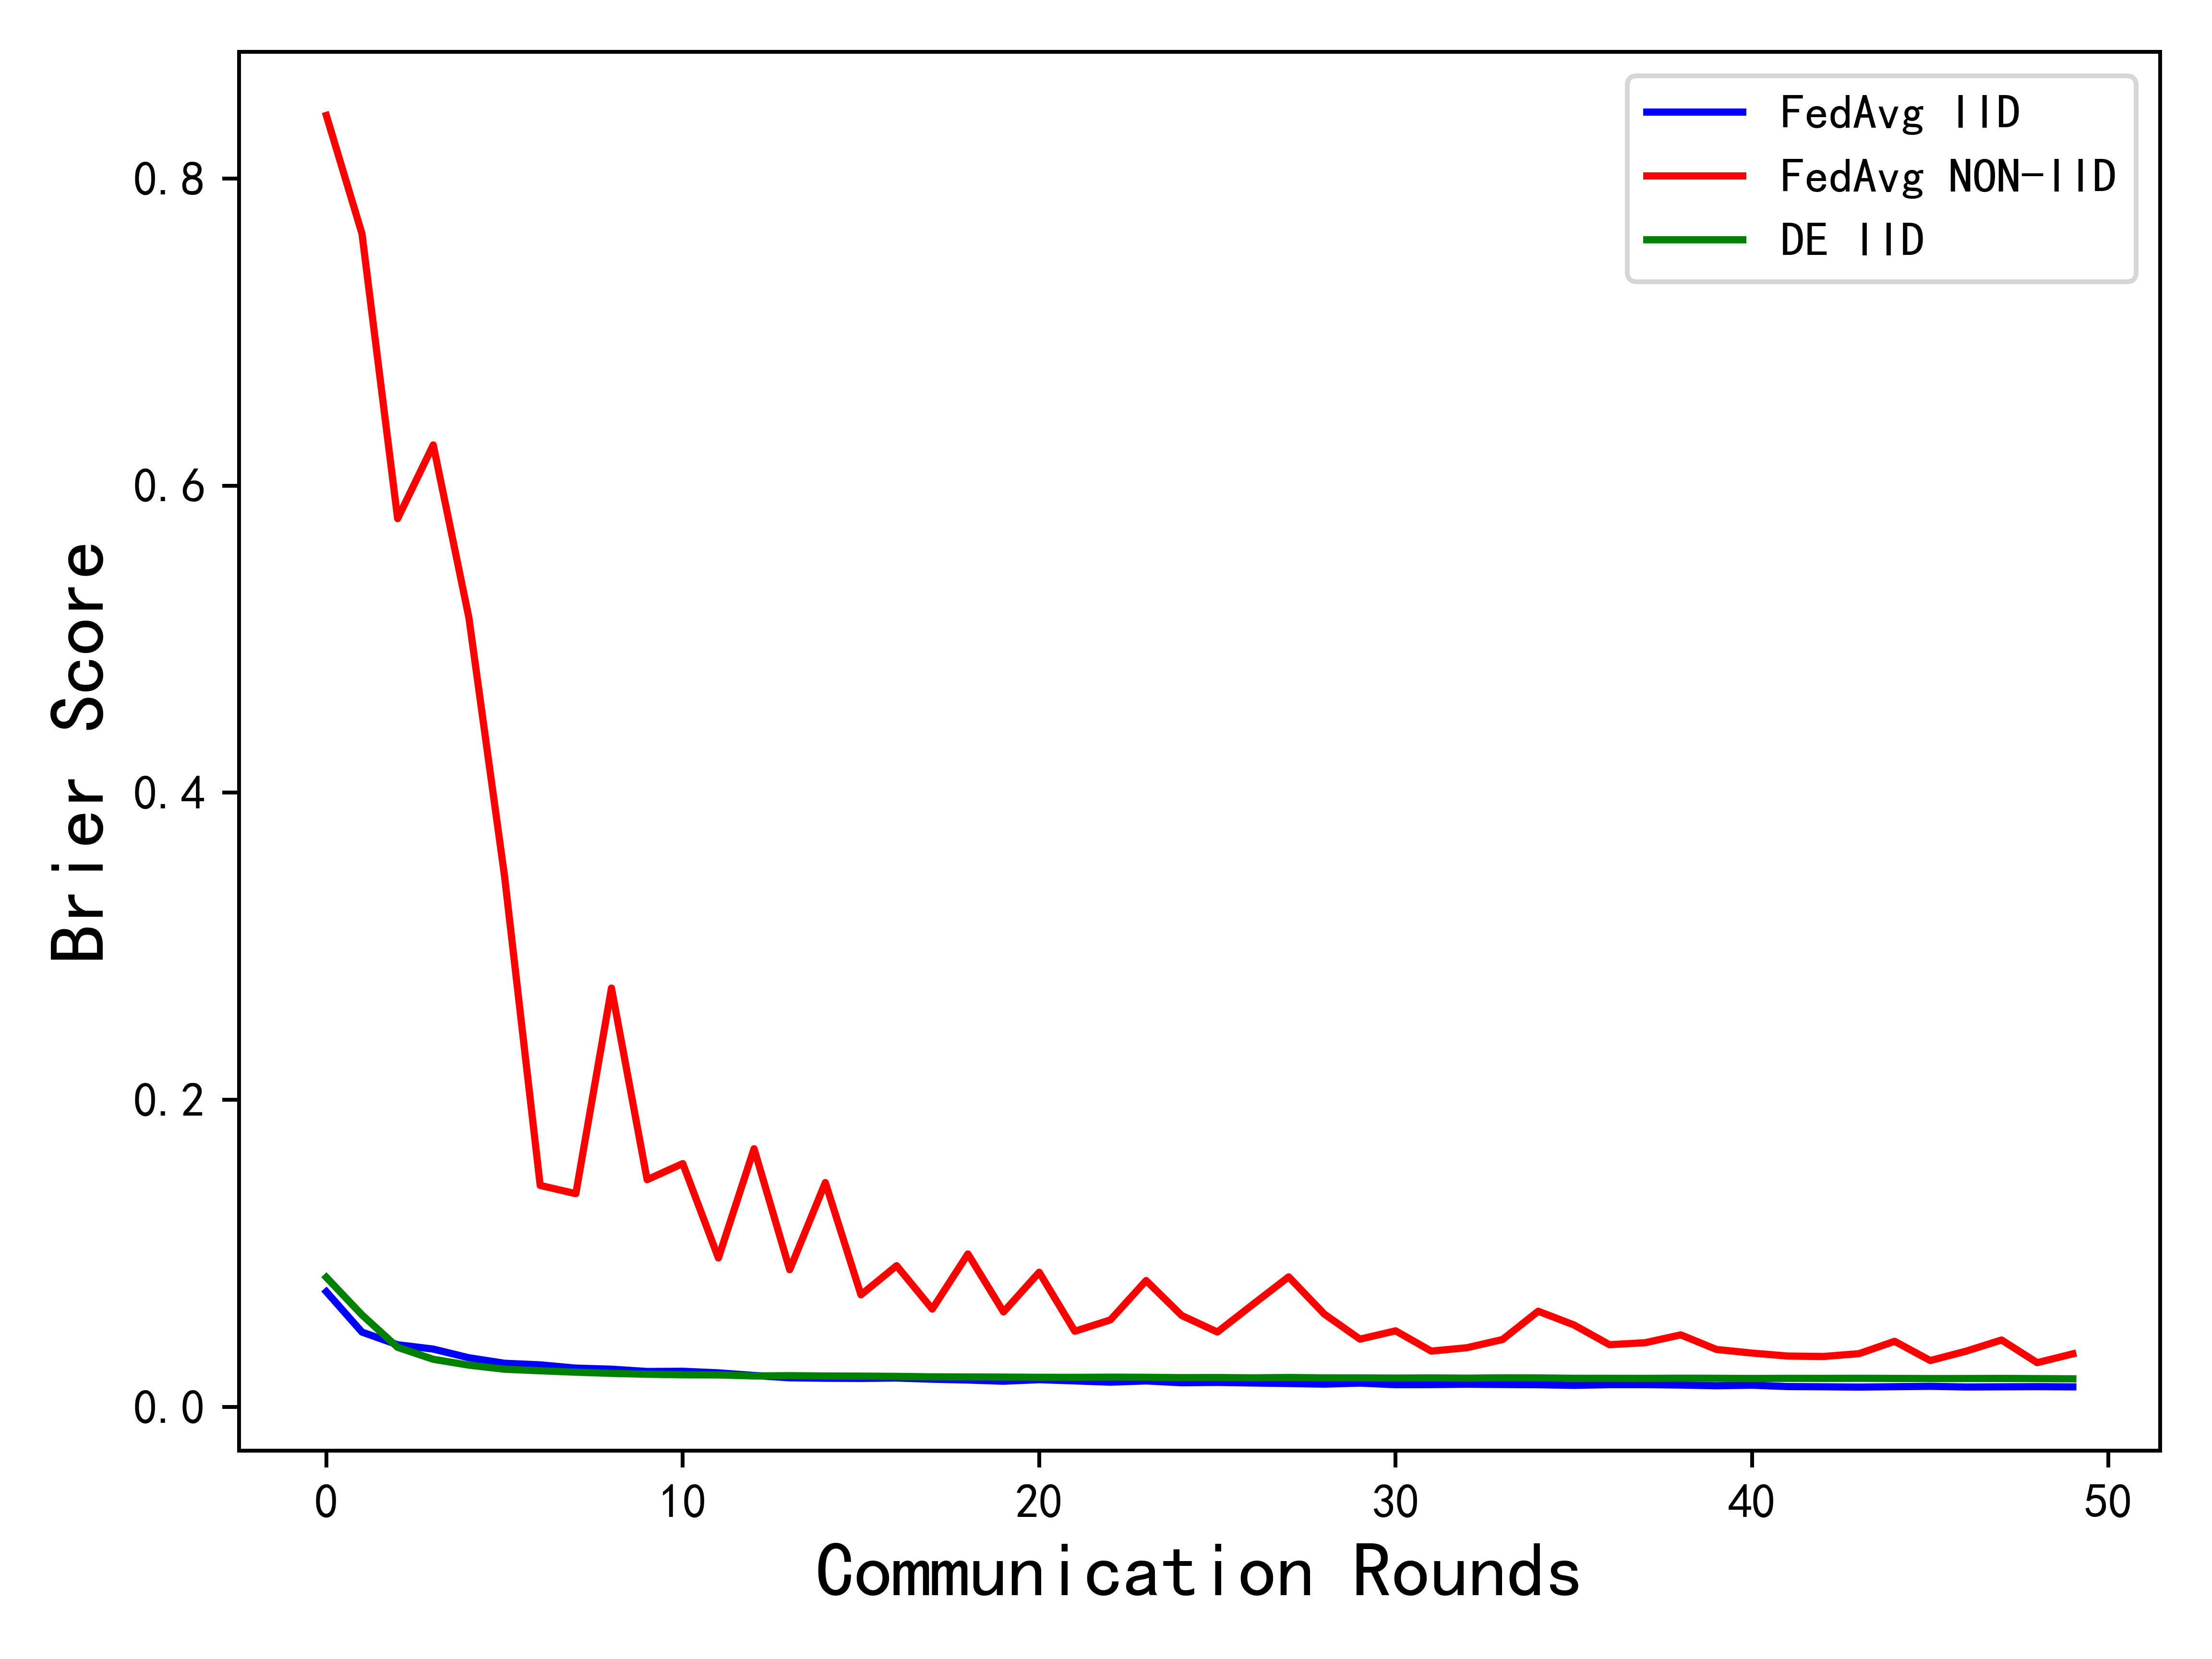 FedAvg IID
FedAvg NON-IID
DE IID
0.8
0.6
0.4
0.2
0.0
Brier Score
0 10 20 30 40 50
Communication Rounds